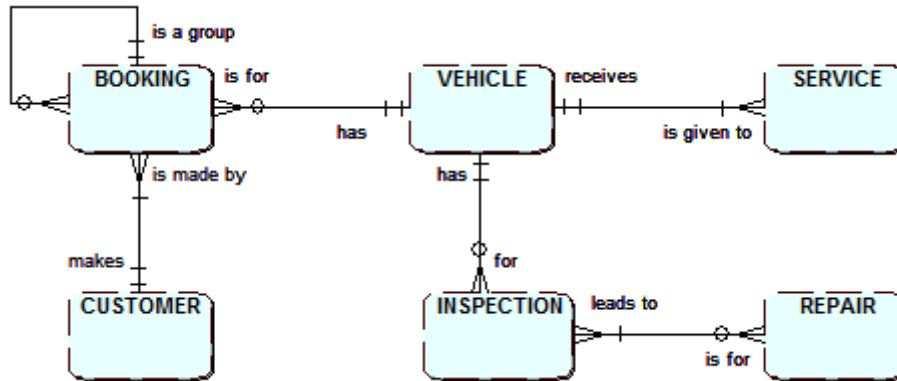 is a group
BOOKING
is for
VEHICLE
receives
SERVICE
has
is given to
is made by
has
makes
for
CUSTOMER
INSPECTION
leads to
REPAIR
is for